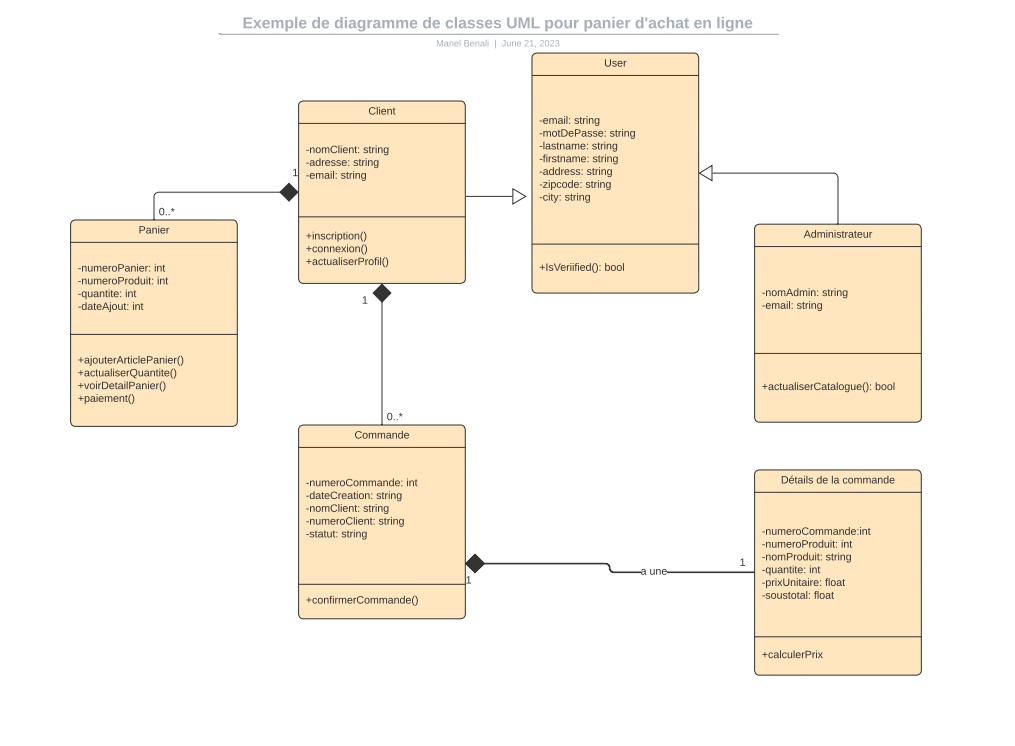 Exemple de diagramme de classes UML pour panier d'achat en ligne
Manel Benali | June 21, 2023
User
-email: string
-motDePasse: string
-lastname: string
-firstname: string
-address: string
-zipcode: string
-city: string
+IsVeriified(): bool
Client
-nomClient: string
-adresse: string
-email: string
+inscription()
+connexion()
+actualiserProfil()
1
0..*
Panier
-numeroPanier: int
-numeroProduit: int
-quantite: int
-dateAjout: int
+ajouterArticlePanier()
+actualiserQuantite()
+voirDetailPanier()
+paiement()
Administrateur
-nomAdmin: string
-email: string
+actualiserCatalogue(): bool
1
0..*
Commande
-numeroCommande: int
-dateCreation: string
-nomClient: string
-numeroClient: string
-statut: string
+confirmerCommande()
1
a une
1
Détails de la commande
-numeroCommande:int
-numeroProduit: int
-nomProduit: string
-quantite: int
-prixUnitaire: float
-soustotal: float
+calculerPrix